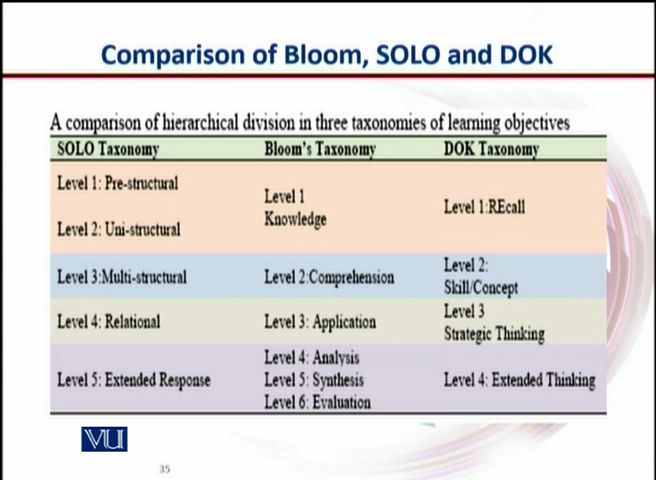 Comparison of Bloom, SOLO and DOK
A comparison of hierarchical division in three taxonomies of learning objectives
SOLO Taxonomy Bloom's Taxonomy DOK Taxonomy
Level 1: Pre-structural
Level 2: Uni-structural
Level 1
Knowledge
Level 1:REcall
Level 3:Multi-structural
Level 2:Comprehension
Level 2:
Skill/Concept
Level 4: Relational
Level 3: Application
Level 3
Strategic Thinking
Level 5: Extended Response
Level 4: Analysis
Level 5: Synthesis
Level 6: Evaluation
Level 4: Extended Thinking
VU
35